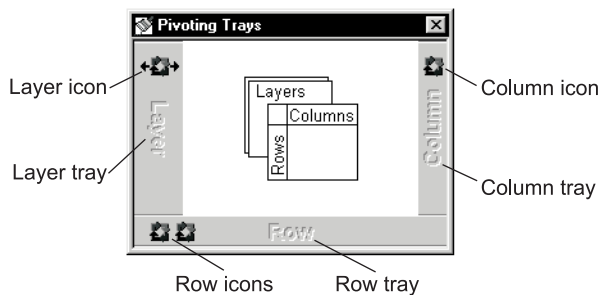 Pivoting Trays
Layer icon
Column icon
Layers
Columns
Rows
Layer
Column
Layer tray
Column tray
Row
Row icons
Row tray